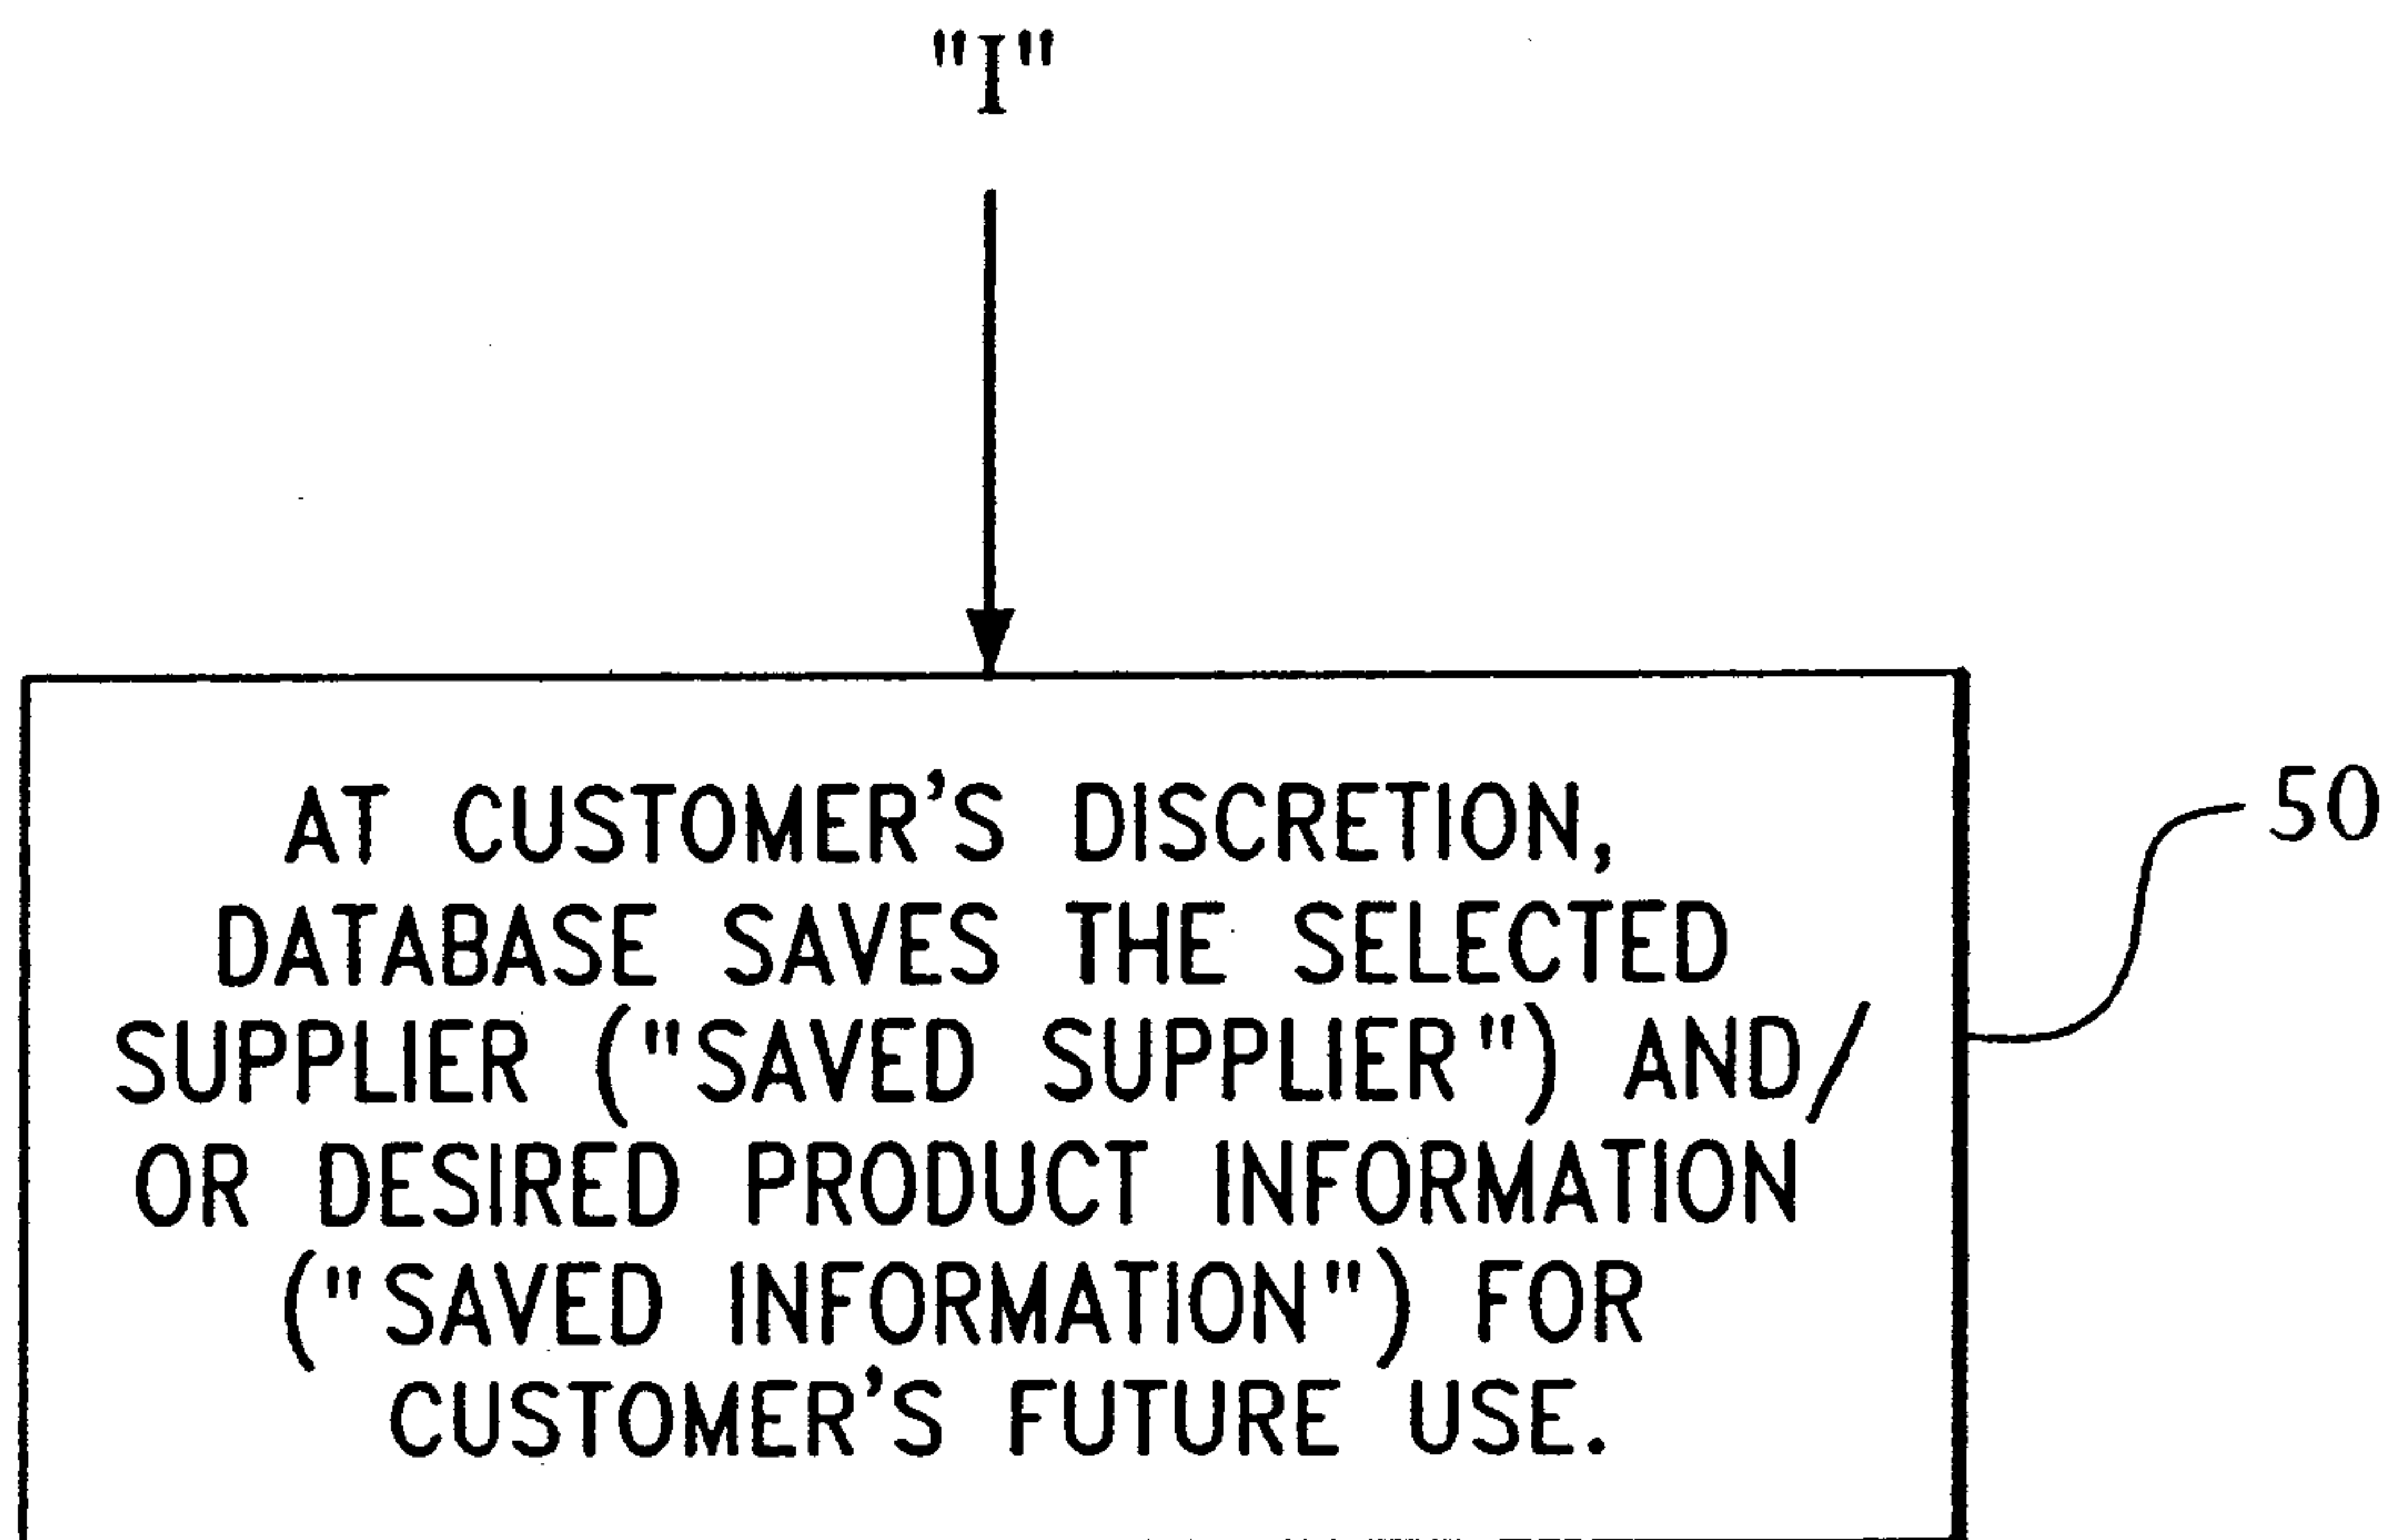 "I"
AT CUSTOMER'S DISCRETION,
50
DATABASE SAVES THE SELECTED
SUPPLIER ("SAVED SUPPLIER") AND/
OR DESIRED PRODUCT INFORMATION
("SAVED INFORMATION") FOR
CUSTOMER'S FUTURE USE.